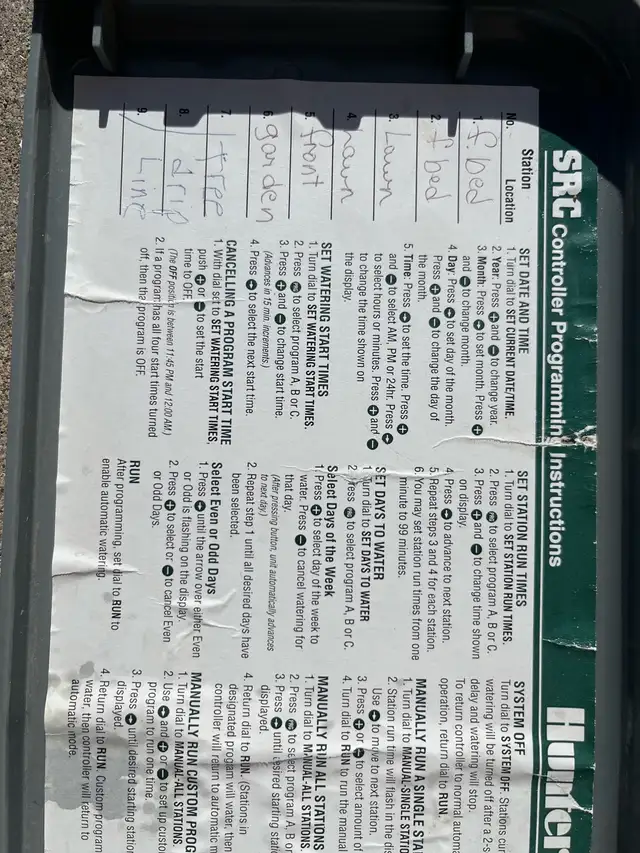 SRC Controller Programming Instructions
Hunter
Station
No. Location
1. f. bed
2. f bed
3. Lawn
4. Lawn
5. front
6. garden
7. tree
8. drip
9. Line
SET DATE AND TIME
1. Turn dial to SET CURRENT DATE/TIME.
2. Year: Press + and - to change year.
3. Month: Press to set month. Press +
and - to change month.
4. Day: Press to set day of the month.
Press + and - to change the day of
the month.
5. Time: Press to set the time. Press +
and - to select AM, PM or 24hr. Press
to select hours or minutes. Press + and -
to change the time shown on
the display.
SET WATERING START TIMES
1. Turn dial to SET WATERING START TIMES.
2. Press to select program A, B or C.
3. Press + and - to change start time.
(Advances in 15 min. increments.)
4. Press to select the next start time.
CANCELLING A PROGRAM START TIME
1. With dial set to SET WATERING START TIMES,
push + or - to set the start
time to OFF.
(The OFF position is between 11:45 PM and 12:00 AM.)
2. If a program has all four start times turned
off, then the program is OFF.
SET STATION RUN TIMES
1. Turn dial to SET STATION RUN TIMES.
2. Press to select program A, B or C.
3. Press + and - to change time shown
on display.
4. Press to advance to next station.
5. Repeat steps 3 and 4 for each station.
6. You may set station run times from one
minute to 99 minutes.
SET DAYS TO WATER
1. Turn dial to SET DAYS TO WATER
2. Press to select program A, B or C.
Select Days of the Week
1. Press + to select day of the week to
water. Press - to cancel watering for
that day.
(After pressing button, unit automatically advances
to next day.)
2. Repeat step 1 until all desired days have
been selected.
Select Even or Odd Days
1. Press until the arrow over either Even
or Odd is flashing on the display.
2. Press + to select or - to cancel Even
or Odd Days.
RUN
After programming, set dial to RUN to
enable automatic watering.
SYSTEM OFF
Turn dial to SYSTEM OFF. Stations cur
watering will be turned off after a 2-s
delay and watering will stop.
To return controller to normal automa
operation, return dial to RUN.
MANUALLY RUN A SINGLE STA
1. Turn dial to MANUAL-SINGLE STATIO
2. Station run time will flash in the dis
Use to move to next station.
3. Press + or - to select amount of
4. Turn dial to RUN to run the manual
MANUALLY RUN ALL STATIONS
1. Turn dial to MANUAL-ALL STATIONS.
2. Press to select program A, B or
3. Press until desired starting stati
displayed.
4. Return dial to RUN. (Stations in
designated progam will water, then
controller will return to automatic m
MANUALLY RUN CUSTOM PROG
1. Turn dial to MANUAL-ALL STATIONS.
2. Use and + or - to set up custo
program to run one time.
3. Press until desired starting statio
displayed.
4. Return dial to RUN. Custom program
water, then controller will return to
automatic mode.